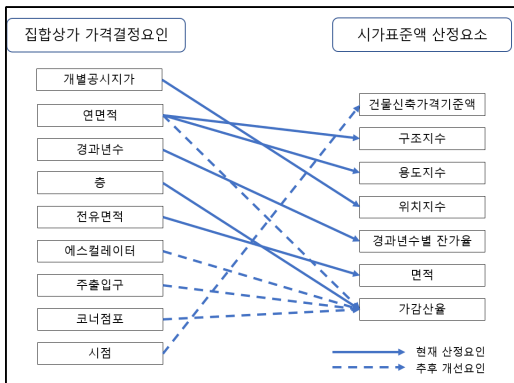 집합상가 가격결정요인
시가표준액 산정요소
개별공시지가
연면적
경과년수
층
전유면적
에스컬레이터
주출입구
코너점포
시점
건물신축가격기준액
구조지수
용도지수
위치지수
경과년수별 잔가율
면적
가감산율
현재 산정요인
추후 개선요인